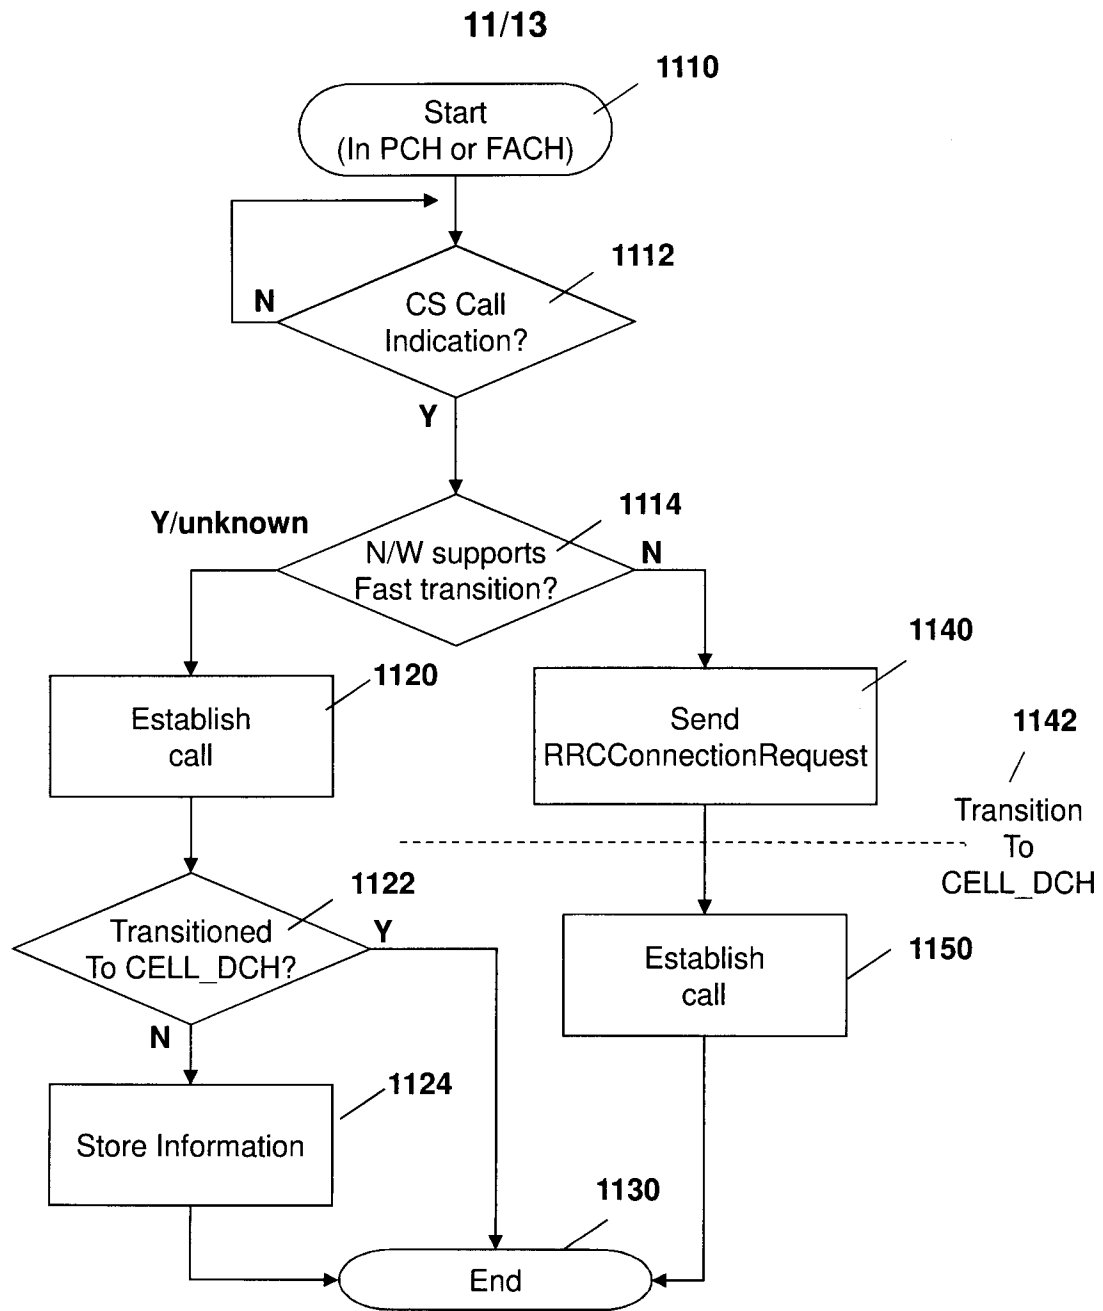 11/13
1110
Start
(In PCH or FACH)
1112
CS Call
Indication?
N
Y
1114
Y/unknown
N/W supports
Fast transition?
N
1120
Establish
call
1140
Send
RRCConnectionRequest
1142
Transition
To
CELL_DCH
1122
Transitioned
To CELL_DCH?
Y
N
1150
Establish
call
1124
Store Information
1130
End